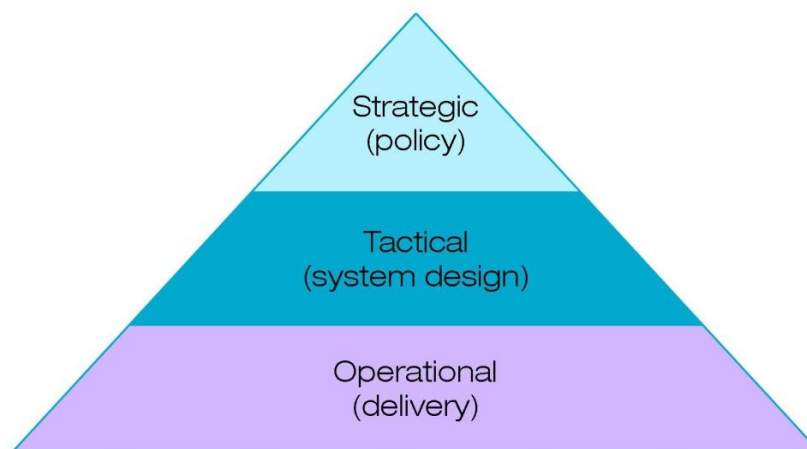 Strategic
(policy)
Tactical
(system design)
Operational
(delivery)